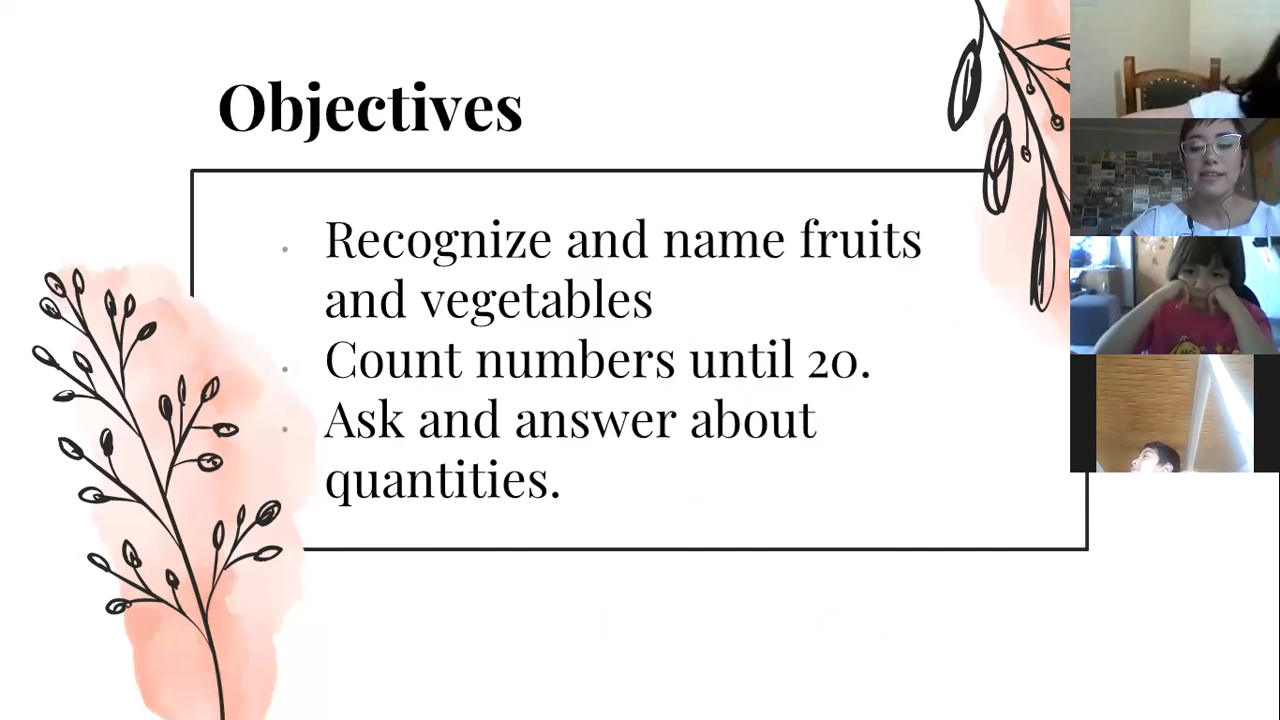 Objectives
Recognize and name fruits
and vegetables
Count numbers until 20.
Ask and answer about
quantities.